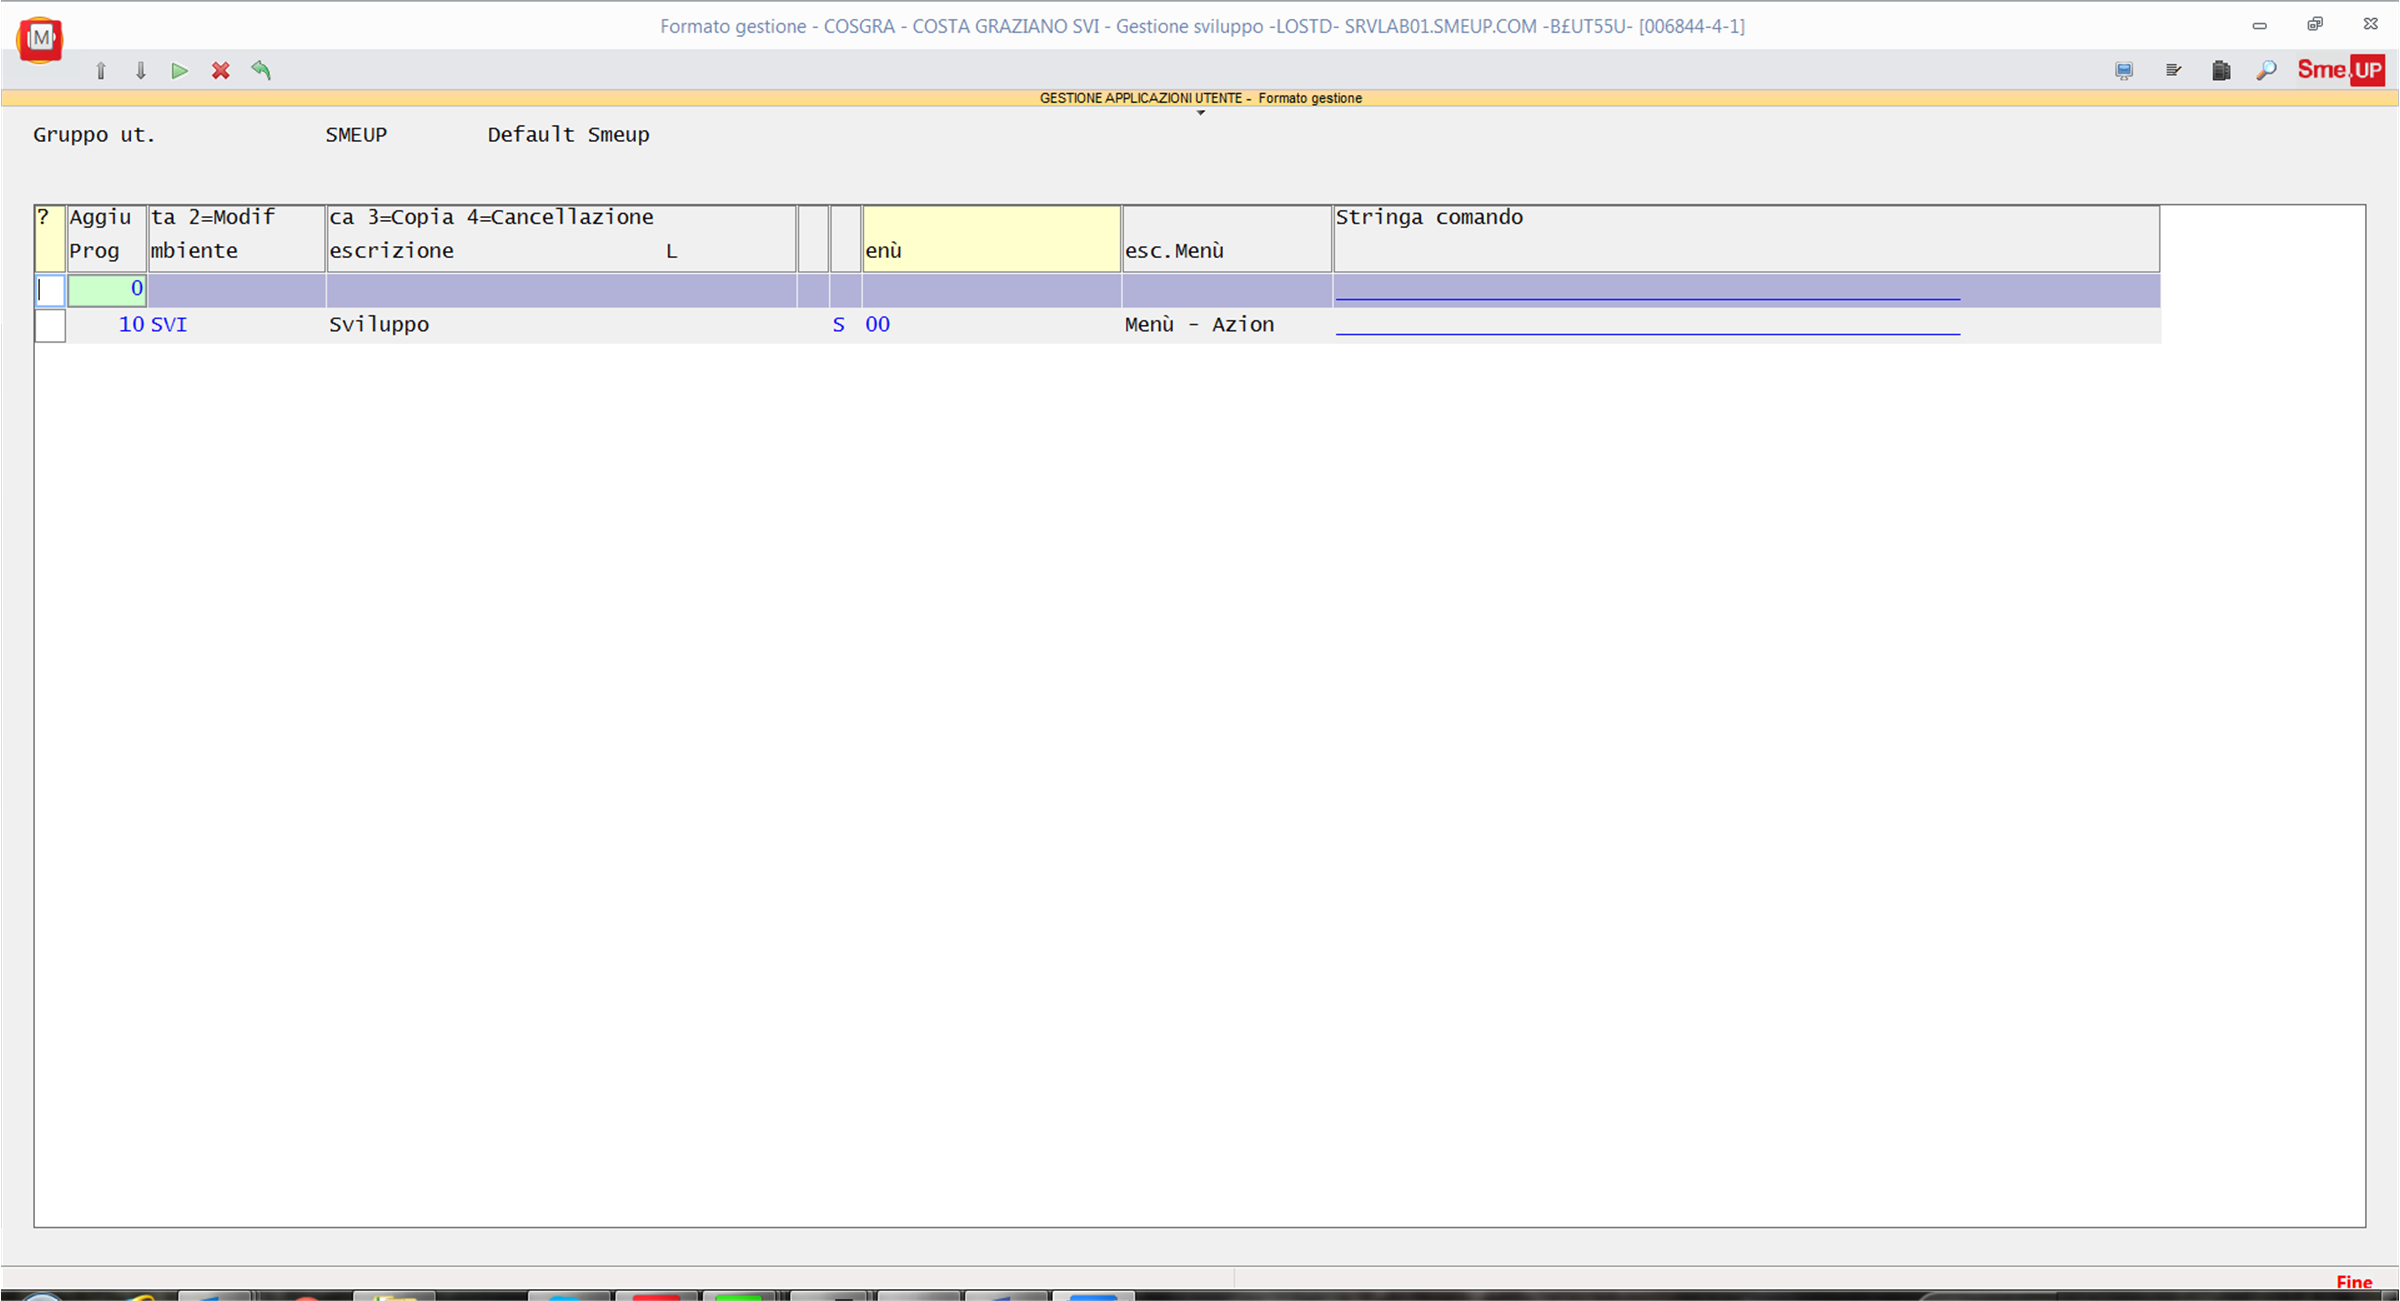 Formato gestione - COSGRA - COSTA GRAZIANO SVI - Gestione sviluppo -LOSTD- SRVLAB01.SMEUP.COM -B£UT55U- [006844-4-1]
M
Sme.UP
GESTIONE APPLICAZIONI UTENTE - Formato gestione
Gruppo ut. SMEUP Default Smeup
? Aggiu ta 2=Modif ca 3=Copia 4=Cancellazione Stringa comando
Prog mbiente escrizione L enù esc.Menù
0
10 SVI Sviluppo S 00 Menù - Azion
Fine